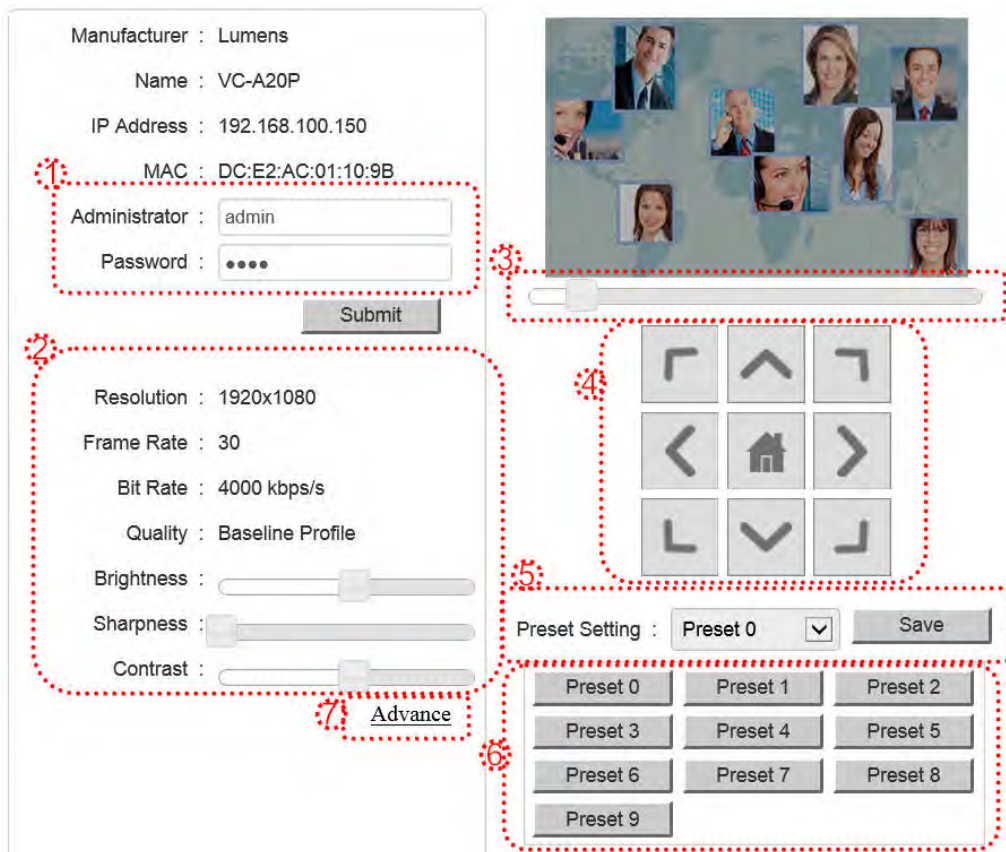 Manufacturer : Lumens
Name : VC-A20P
IP Address : 192.168.100.150
MAC : DC:E2:AC:01:10:9B
1
Administrator : admin
Password : ●●●●
Submit
2
Resolution : 1920x1080
Frame Rate : 30
Bit Rate : 4000 kbps/s
Quality : Baseline Profile
Brightness :
Sharpness :
Contrast :
7 Advance
3
4
5
Preset Setting : Preset 0 Save
6
Preset 0 Preset 1 Preset 2
Preset 3 Preset 4 Preset 5
Preset 6 Preset 7 Preset 8
Preset 9